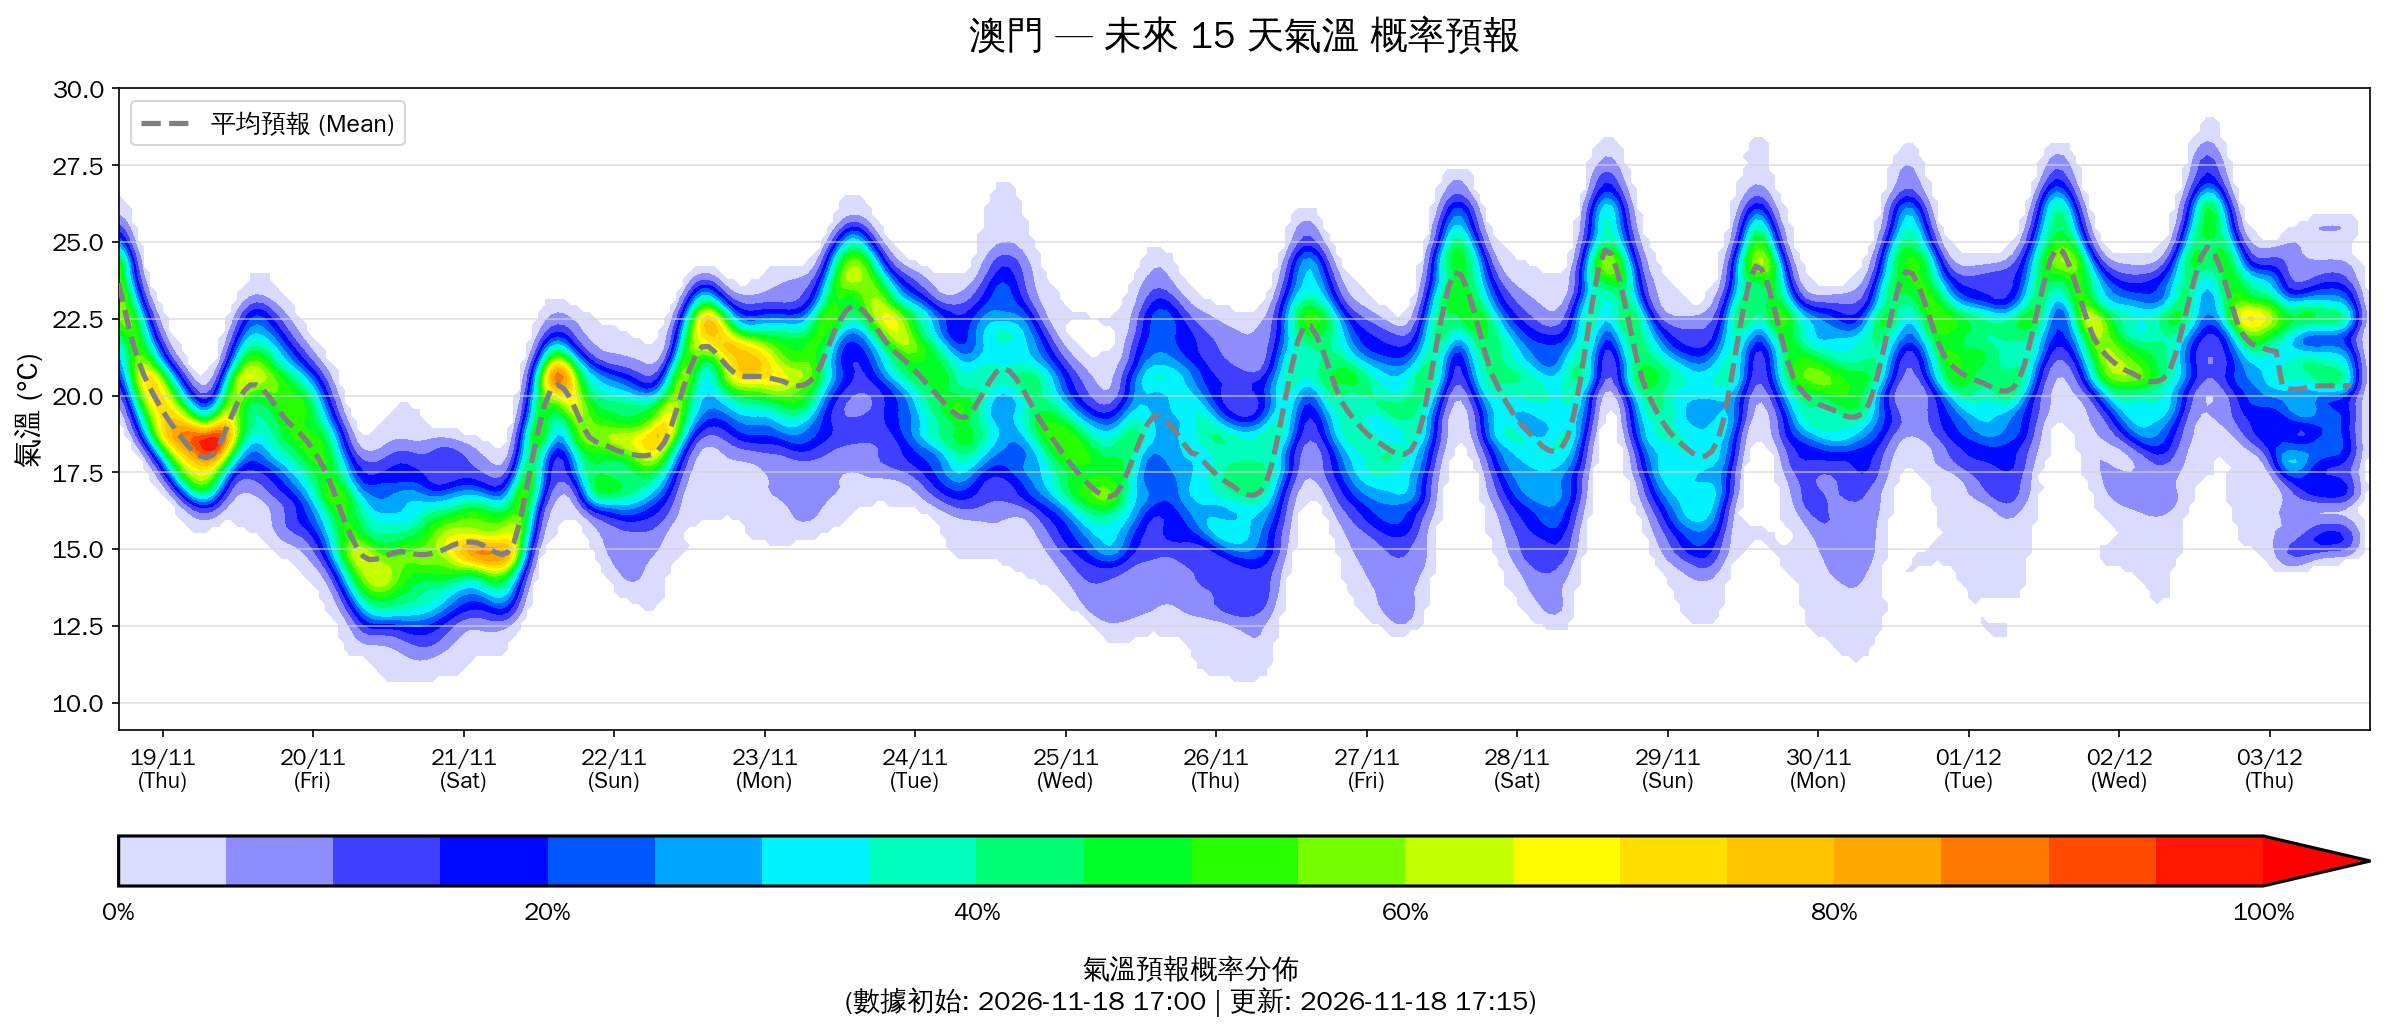 澳門 — 未來 15 天氣溫 概率預報
平均預報 (Mean)
氣溫 (°C)
30.0
27.5
25.0
22.5
20.0
17.5
15.0
12.5
10.0
19/11 20/11 21/11 22/11 23/11 24/11 25/11 26/11 27/11 28/11 29/11 30/11 01/12 02/12 03/12
(Thu) (Fri) (Sat) (Sun) (Mon) (Tue) (Wed) (Thu) (Fri) (Sat) (Sun) (Mon) (Tue) (Wed) (Thu)
0% 20% 40% 60% 80% 100%
氣溫預報概率分佈
(數據初始: 2026-11-18 17:00 | 更新: 2026-11-18 17:15)